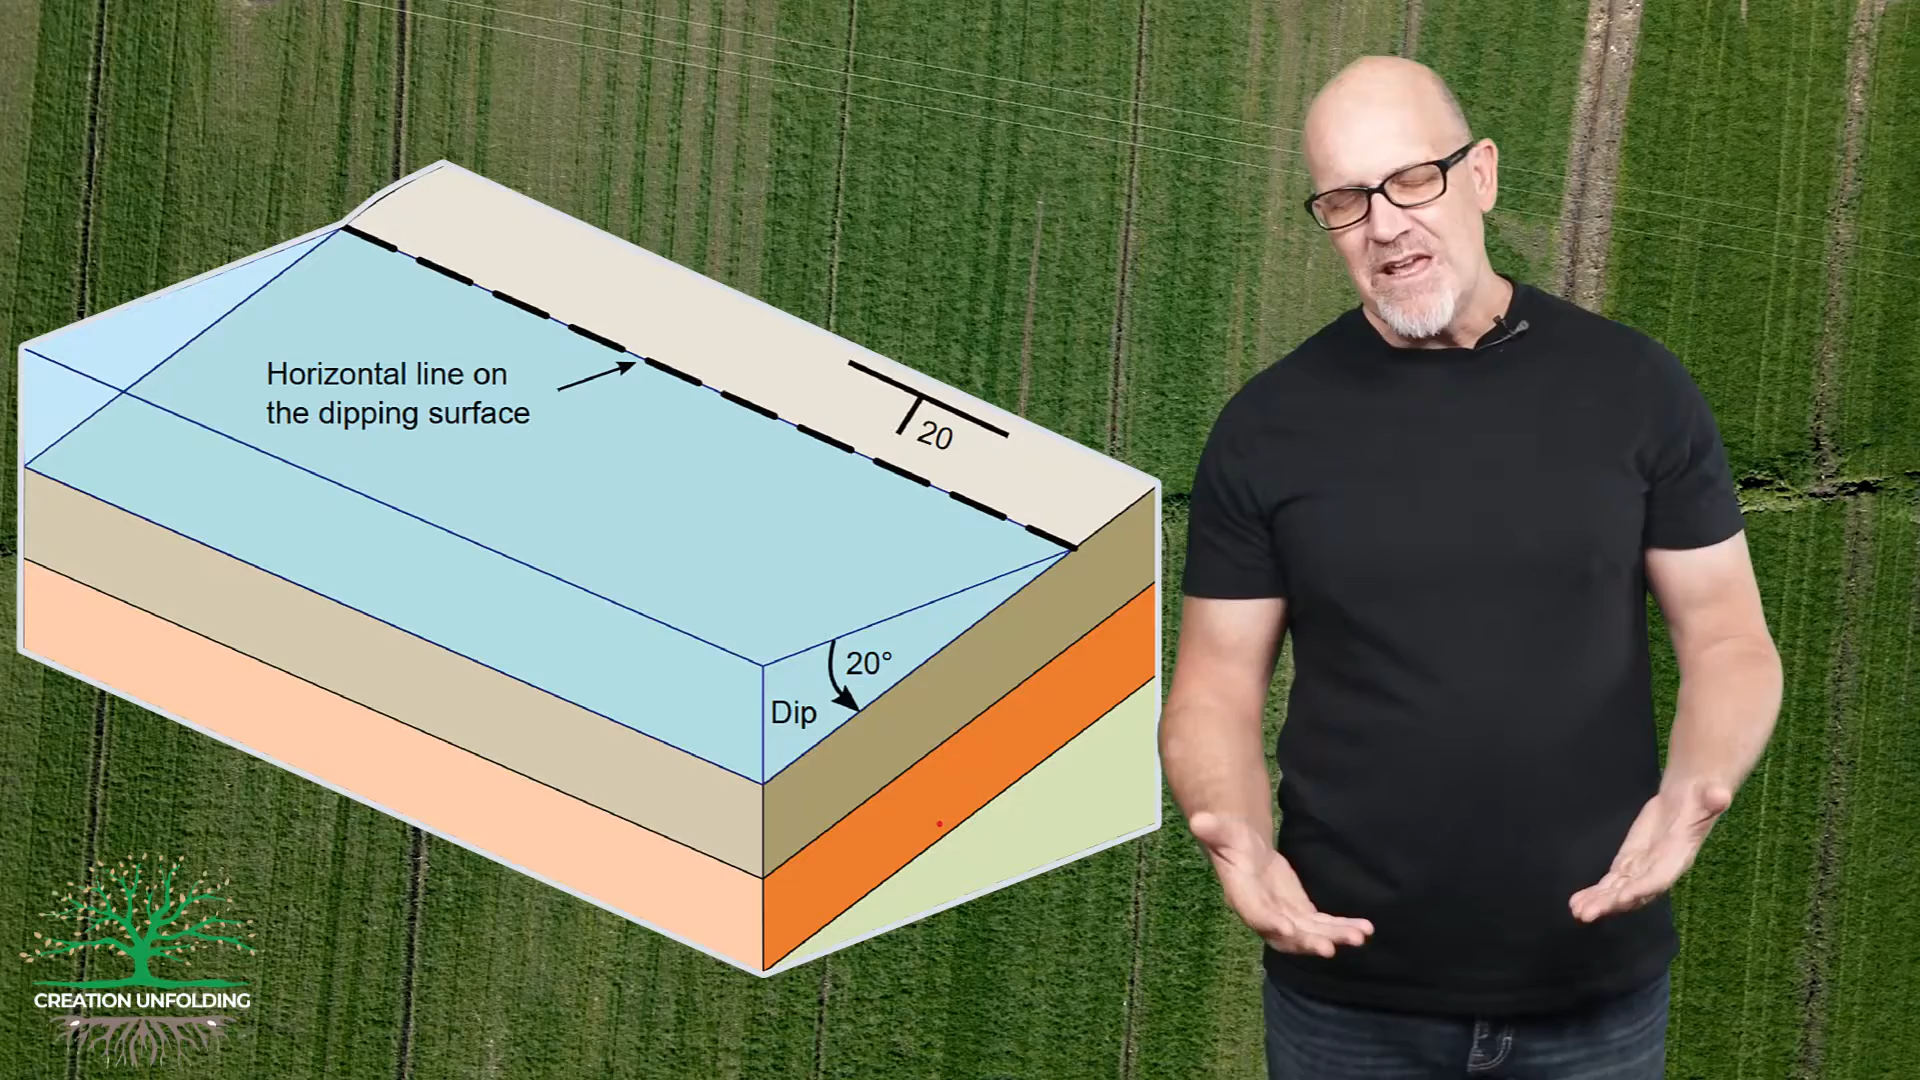 Horizontal line on
the dipping surface
20
20°
Dip
CREATION UNFOLDING